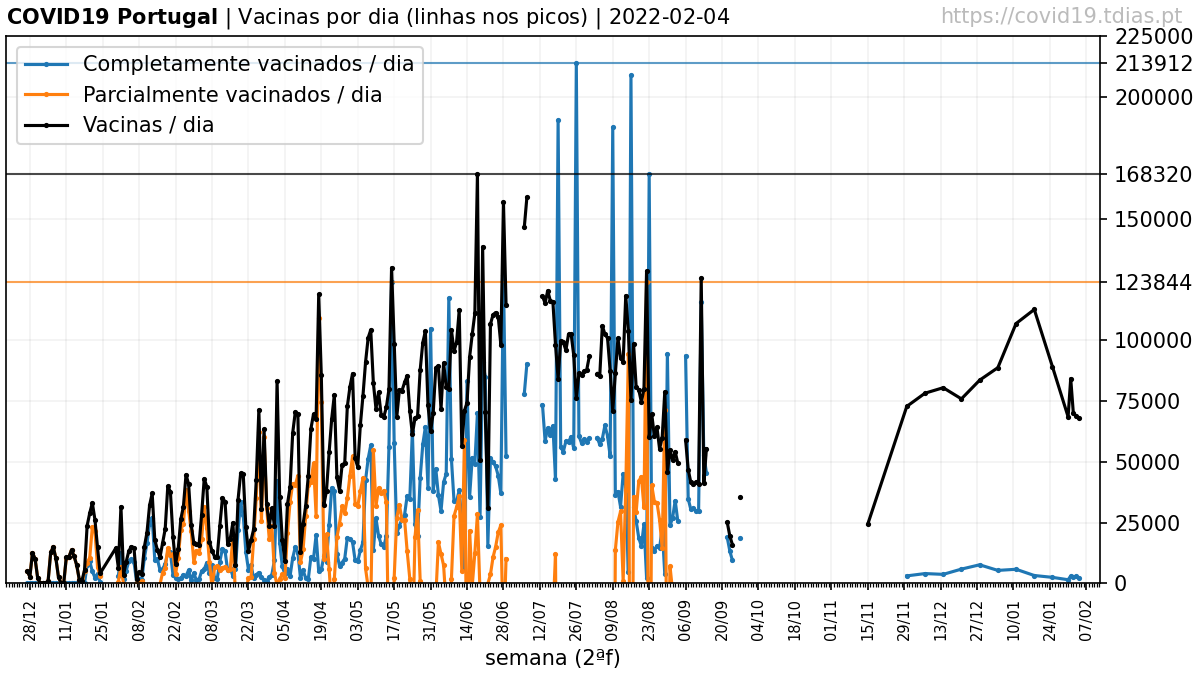 COVID19 Portugal | Vacinas por dia (linhas nos picos) | 2022-02-04
https://covid19.tdias.pt
Completamente vacinados / dia
Parcialmente vacinados / dia
Vacinas / dia
225000
213912
200000
168320
150000
123844
100000
75000
50000
25000
0
28/12 11/01 25/01 08/02 22/02 08/03 22/03 05/04 19/04 03/05 17/05 31/05 14/06 28/06 12/07 26/07 09/08 23/08 06/09 20/09 04/10 18/10 01/11 15/11 29/11 13/12 27/12 10/01 24/01 07/02
semana (2ªf)